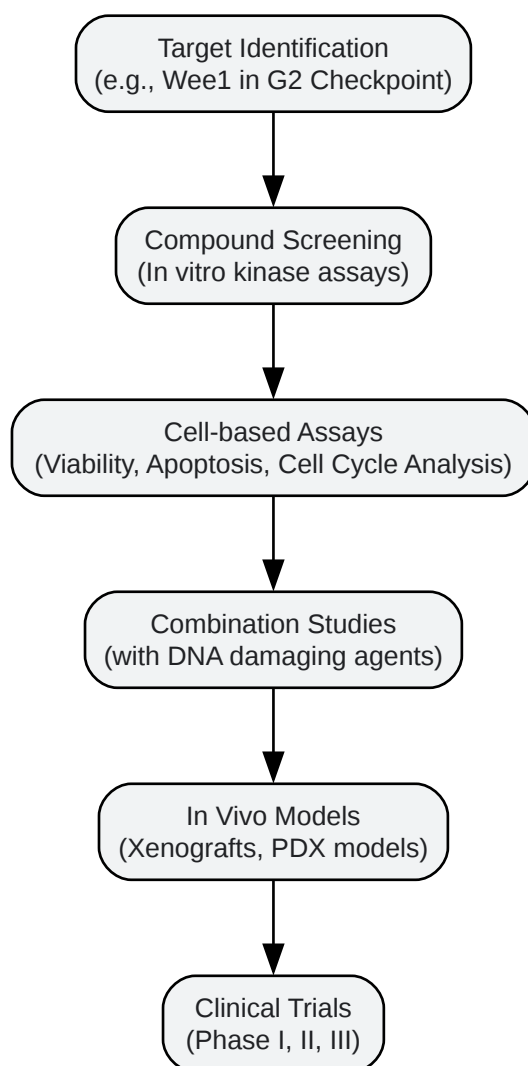 Target Identification
(e.g., Wee1 in G2 Checkpoint)
Compound Screening
(In vitro kinase assays)
Cell-based Assays
(Viability, Apoptosis, Cell Cycle Analysis)
Combination Studies
(with DNA damaging agents)
In Vivo Models
(Xenografts, PDX models)
Clinical Trials
(Phase I, II, III)